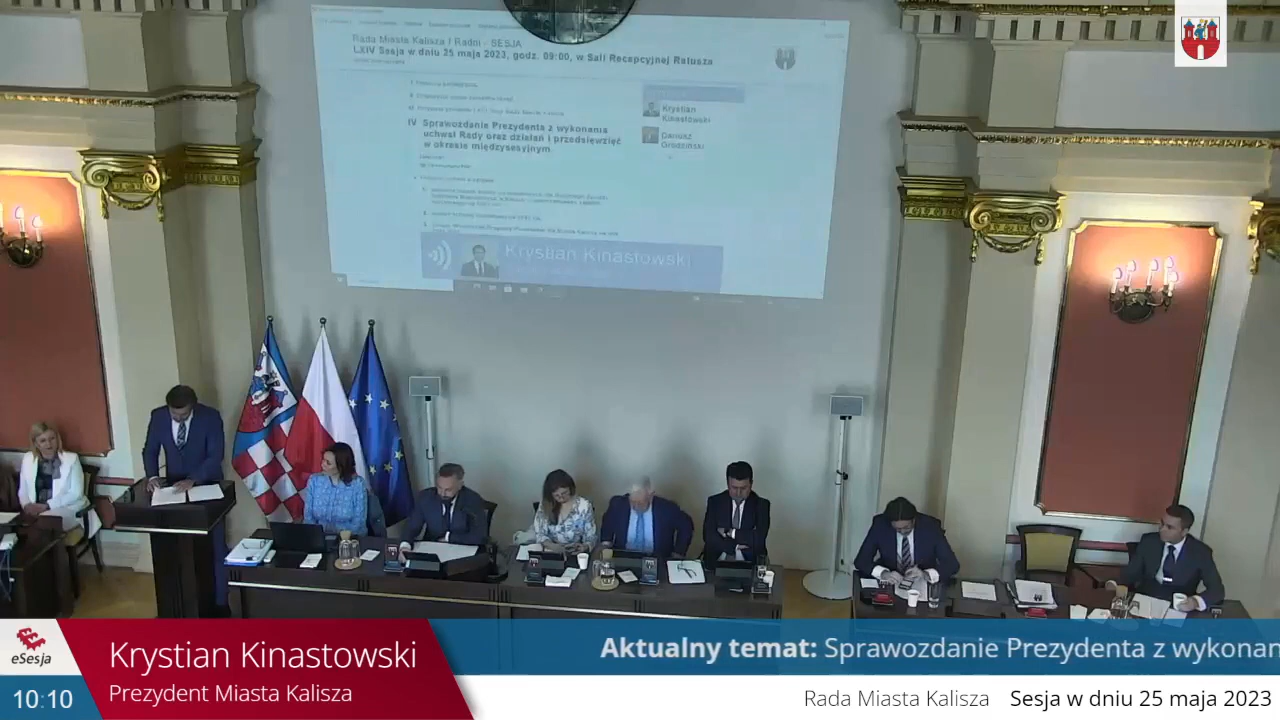 Rada Miasta Kalisza / Radni - SESJA
LXIV Sesja w dniu 25 maja 2023, godz. 09:00, w Sali Recepcyjnej Ratusza
IV Sprawozdanie Prezydenta z wykonania
uchwał Rady oraz działań i przedsięwzięć
w okresie międzysesyjnym.
Krystian
Kinastowski
Dariusz
Grodziński
Krystian Kinastowski
eSesja
10:10
Krystian Kinastowski
Prezydent Miasta Kalisza
Aktualny temat: Sprawozdanie Prezydenta z wykonan
Rada Miasta Kalisza Sesja w dniu 25 maja 2023